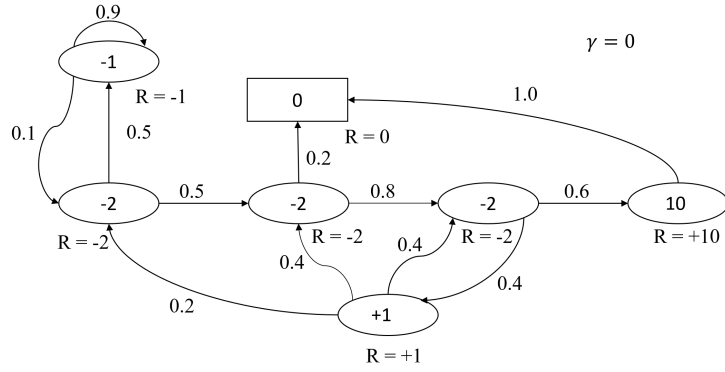 0.9
-1
γ = 0
R = -1
0
R = 0
1.0
0.1
0.5
0.2
-2
0.5
-2
0.8
-2
0.6
10
R = -2
R = -2
R = -2
R = +10
0.4
0.4
0.4
0.2
+1
R = +1